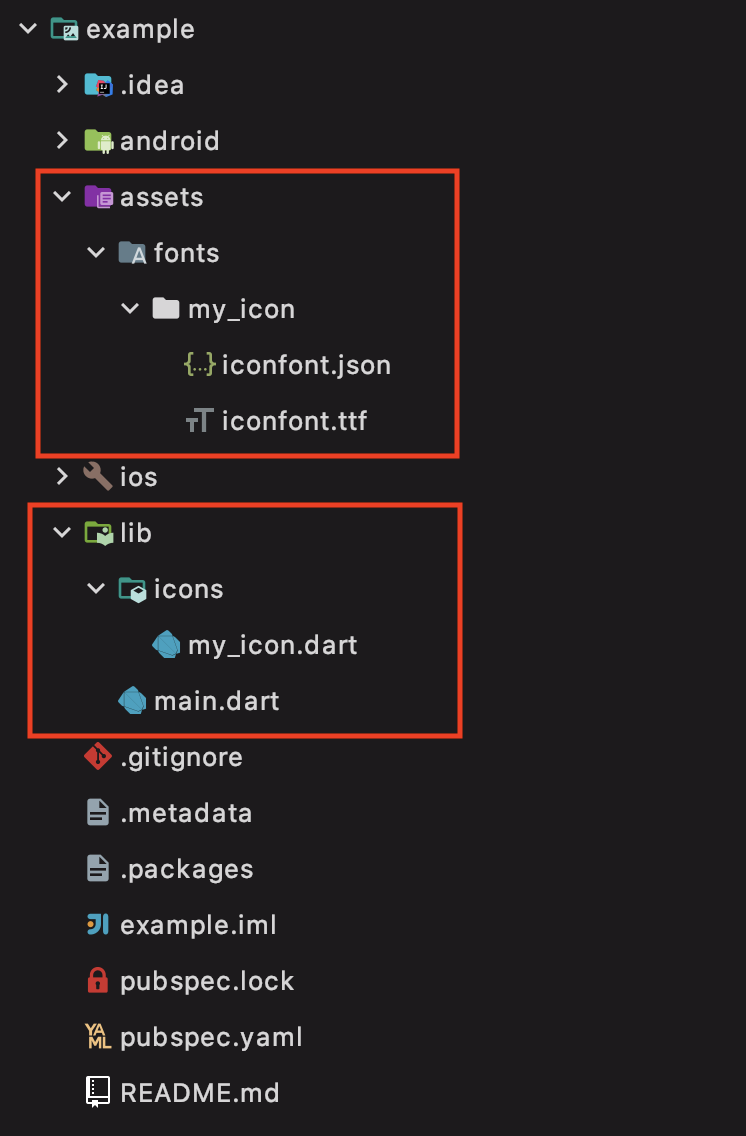 example
.idea
android
assets
fonts
my_icon
iconfont.json
iconfont.ttf
ios
lib
icons
my_icon.dart
main.dart
.gitignore
.metadata
.packages
example.iml
pubspec.lock
pubspec.yaml
README.md